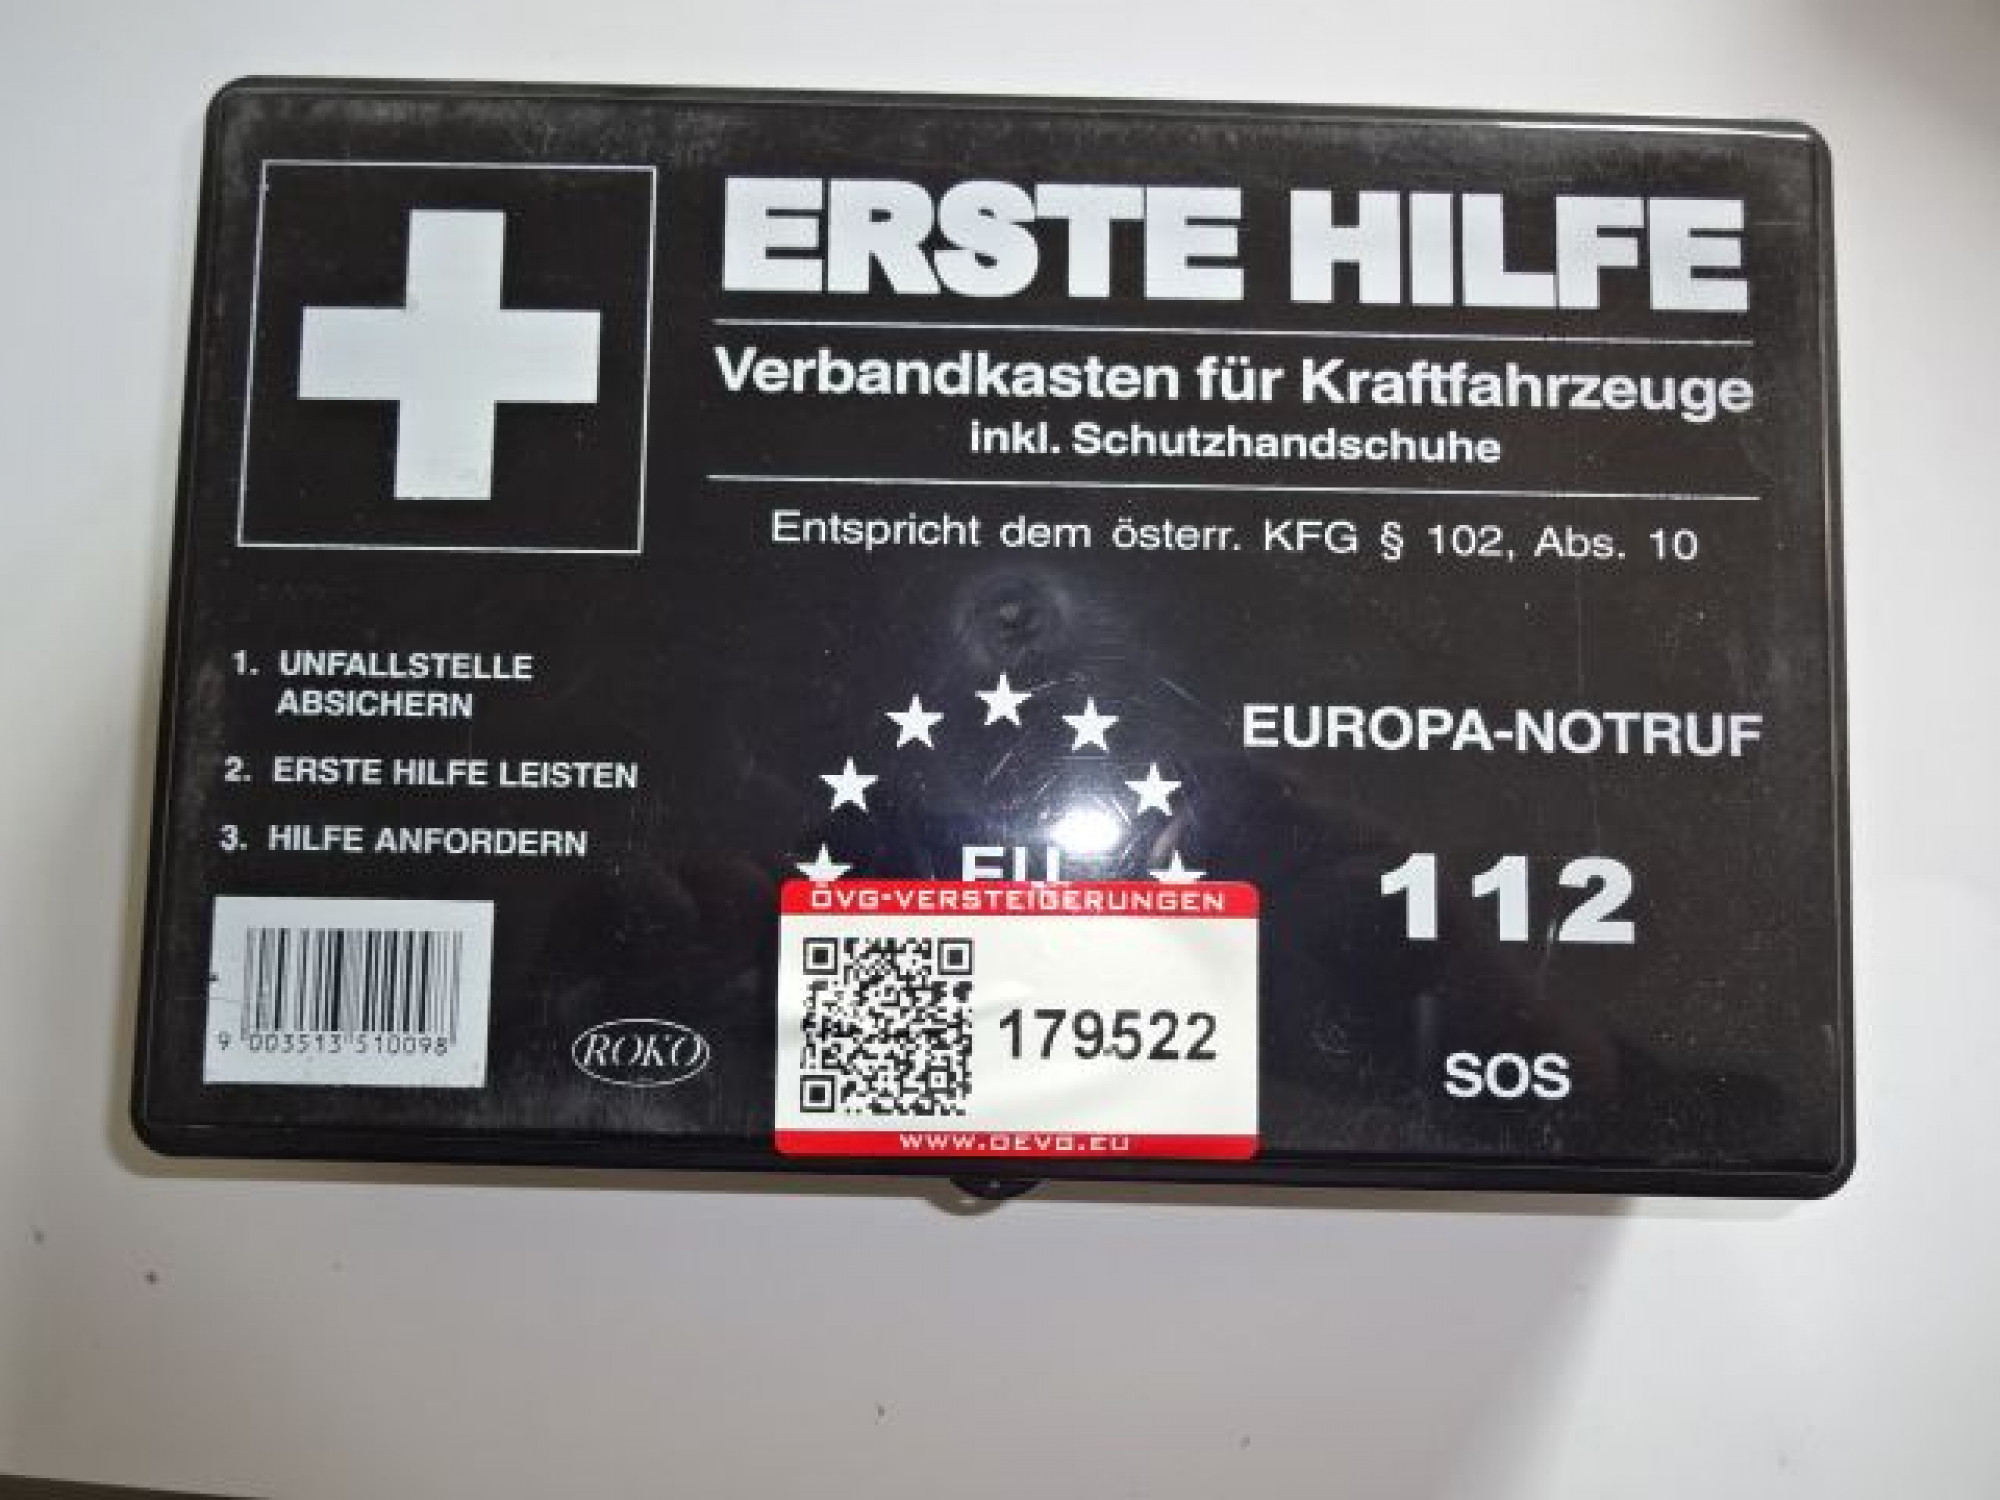 ERSTE HILFE
Verbandkasten für Kraftfahrzeuge
inkl. Schutzhandschuhe
Entspricht dem österr. KFG § 102, Abs. 10
1. UNFALLSTELLE
ABSICHERN
2. ERSTE HILFE LEISTEN
3. HILFE ANFORDERN
EU
EUROPA-NOTRUF
112
SOS
9 003513 510098
ROKO
ÖVG-VERSTEIGERUNGEN
179522
WWW.OEVG.EU